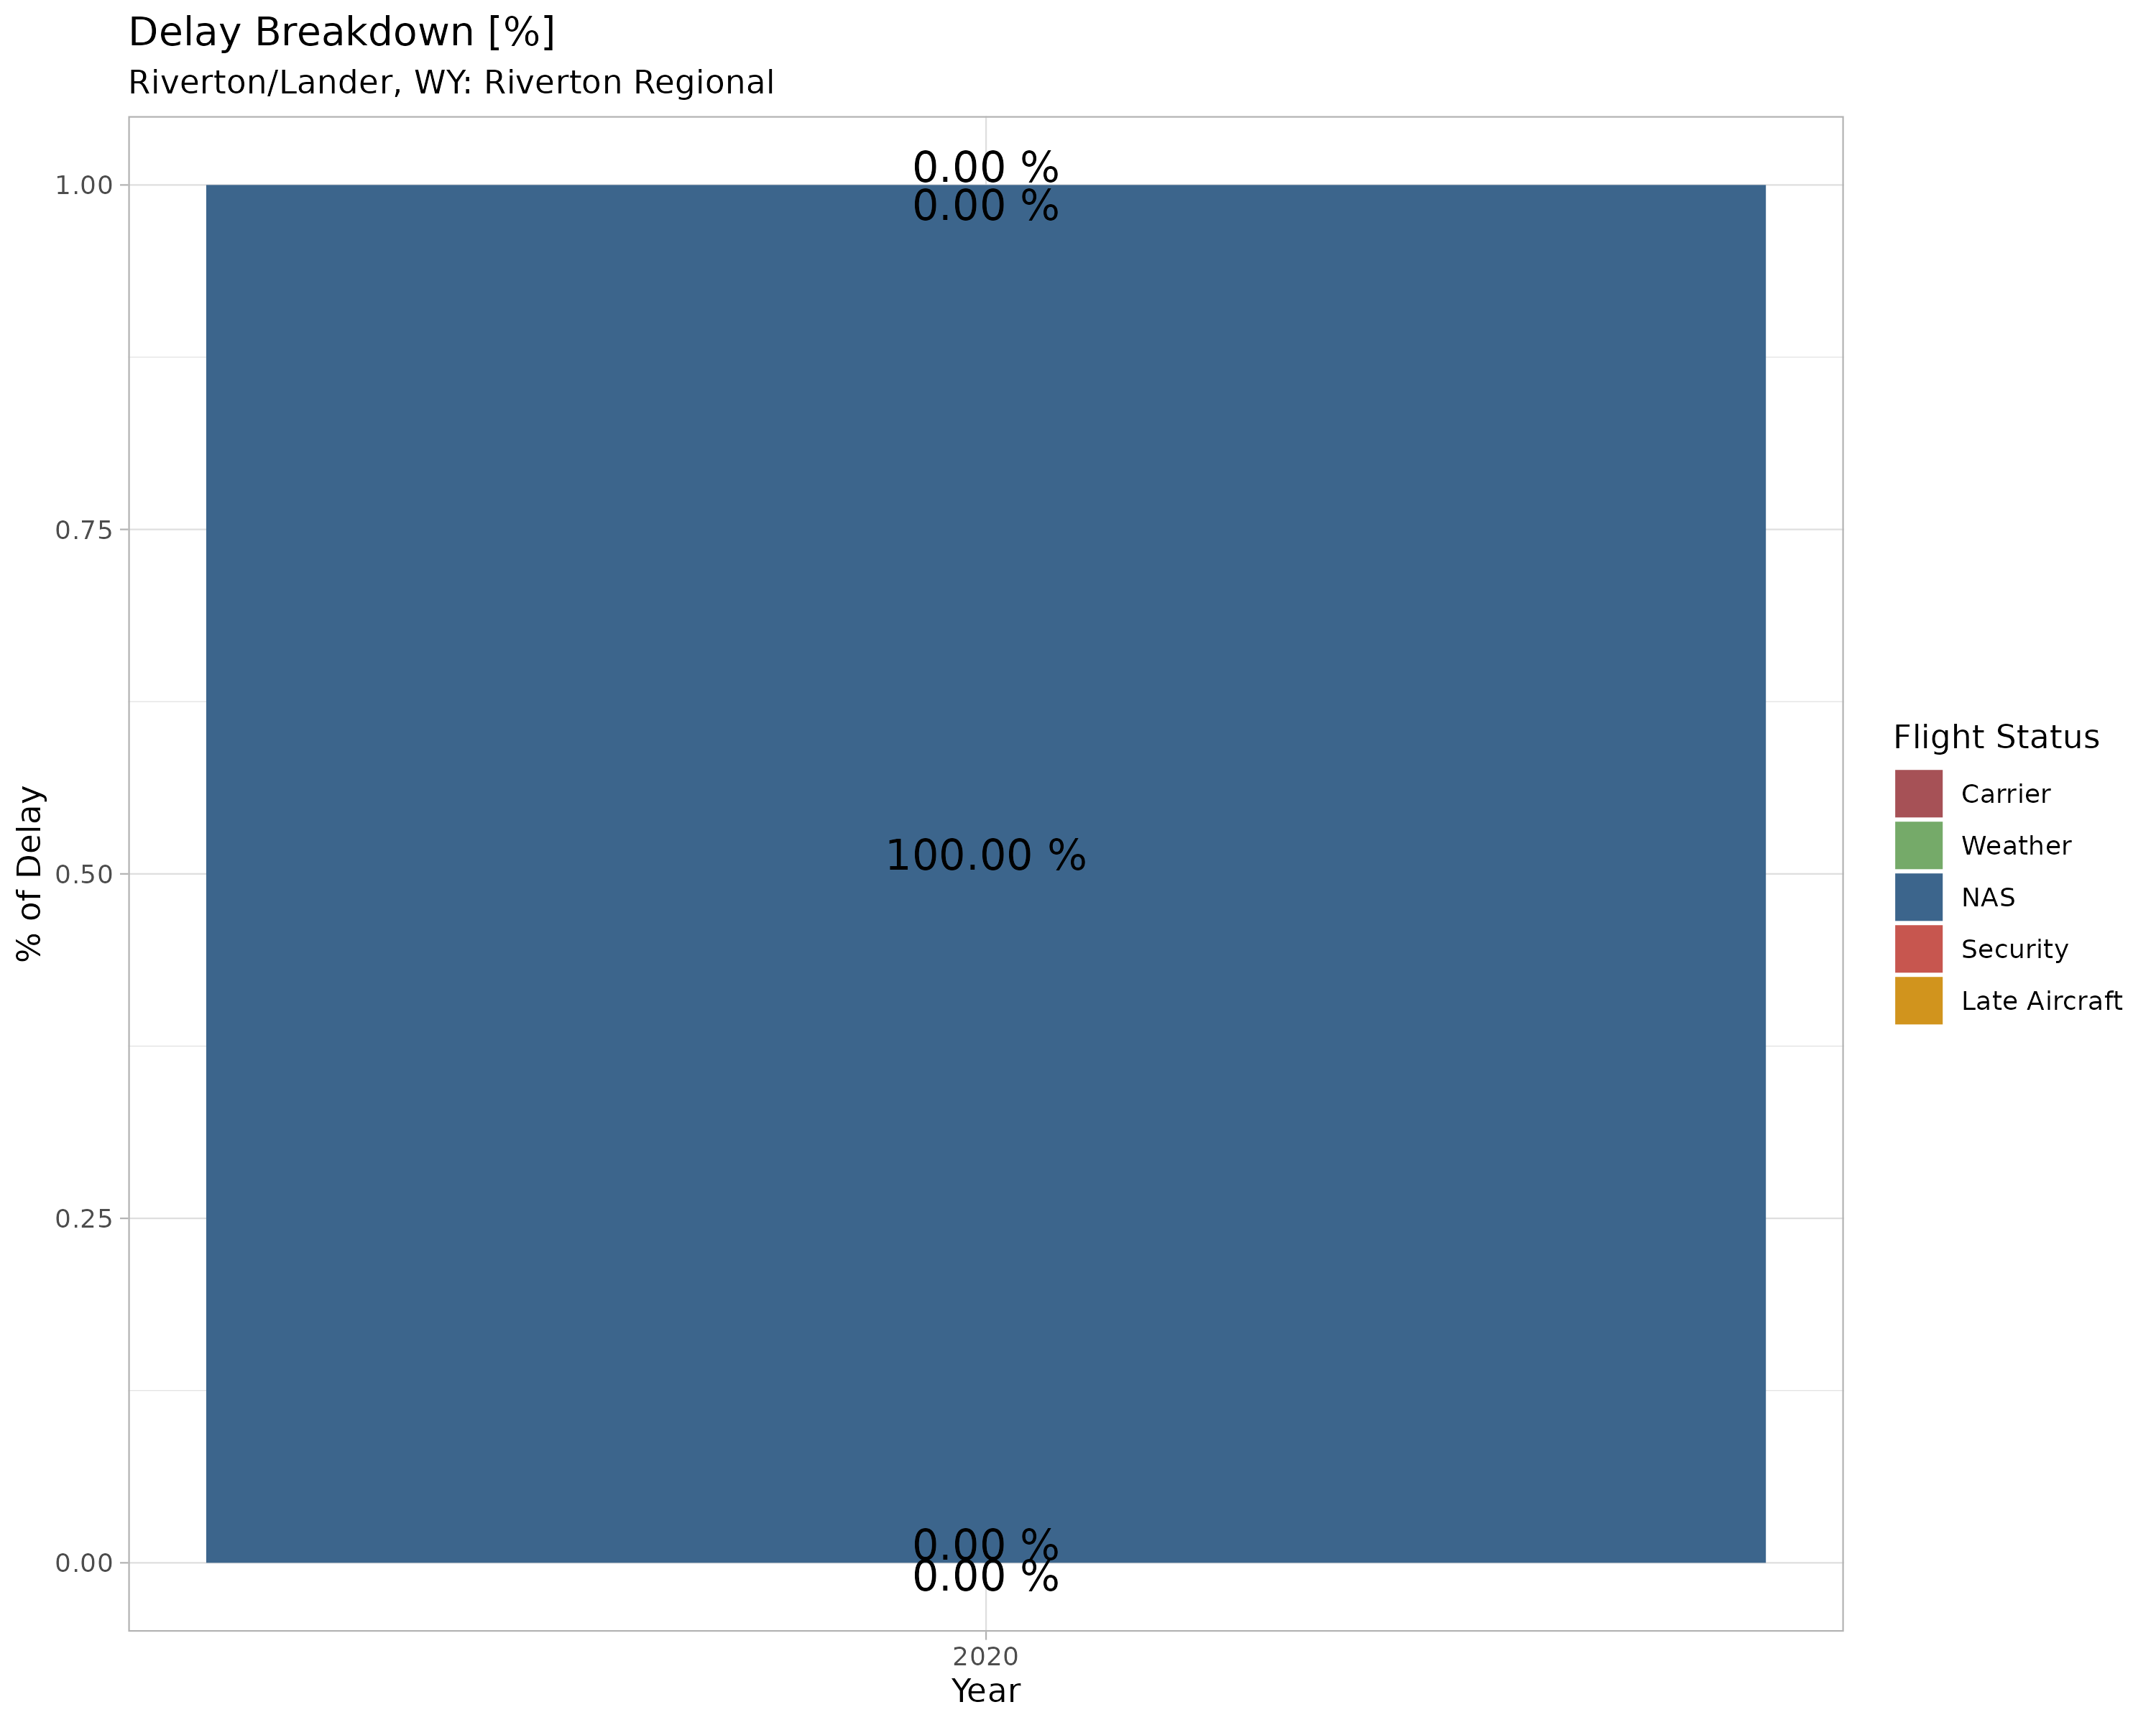 Delay Breakdown [%]
Riverton/Lander, WY: Riverton Regional
0.00 %
1.00
0.00 %
0.75
Flight Status
Carrier
Weather
NAS
Security
Late Aircraft
% of Delay
100.00 %
0.50
0.25
0.00 %
0.00
0.00 %
2020
Year